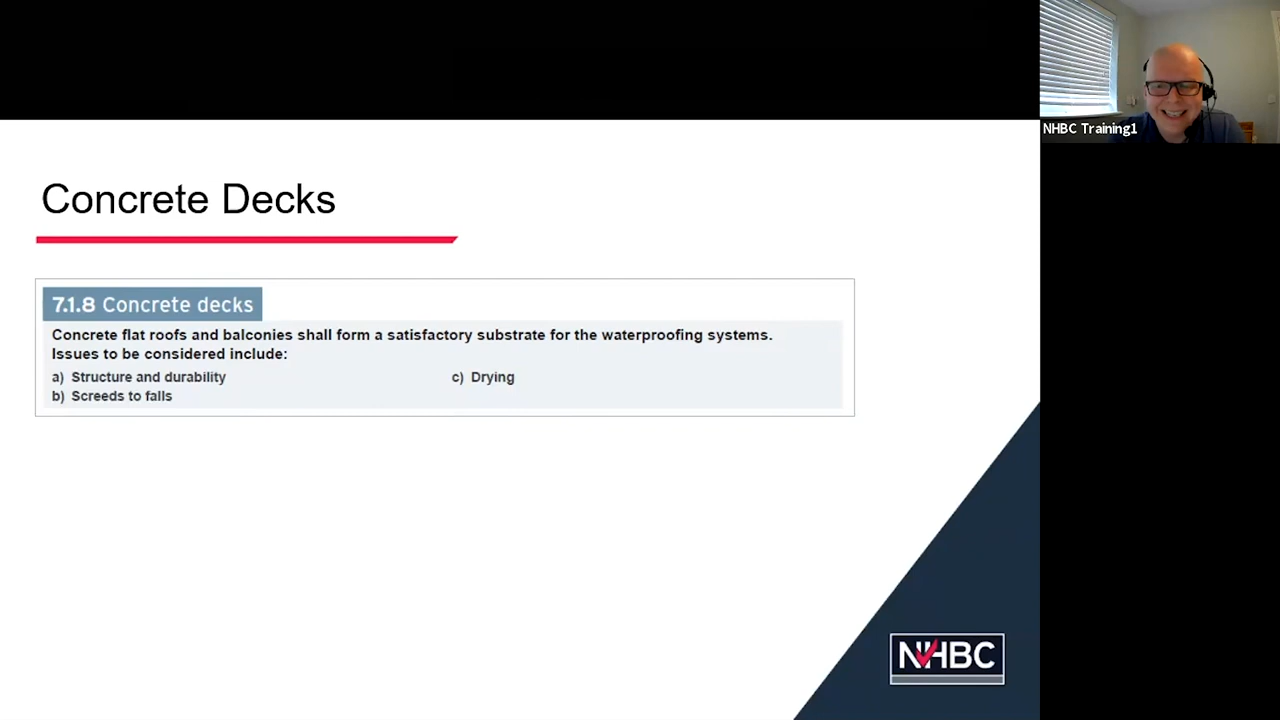 NHBC Training1
Concrete Decks
7.1.8 Concrete decks
Concrete flat roofs and balconies shall form a satisfactory substrate for the waterproofing systems.
Issues to be considered include:
a) Structure and durability
b) Screeds to falls
c) Drying
NHBC